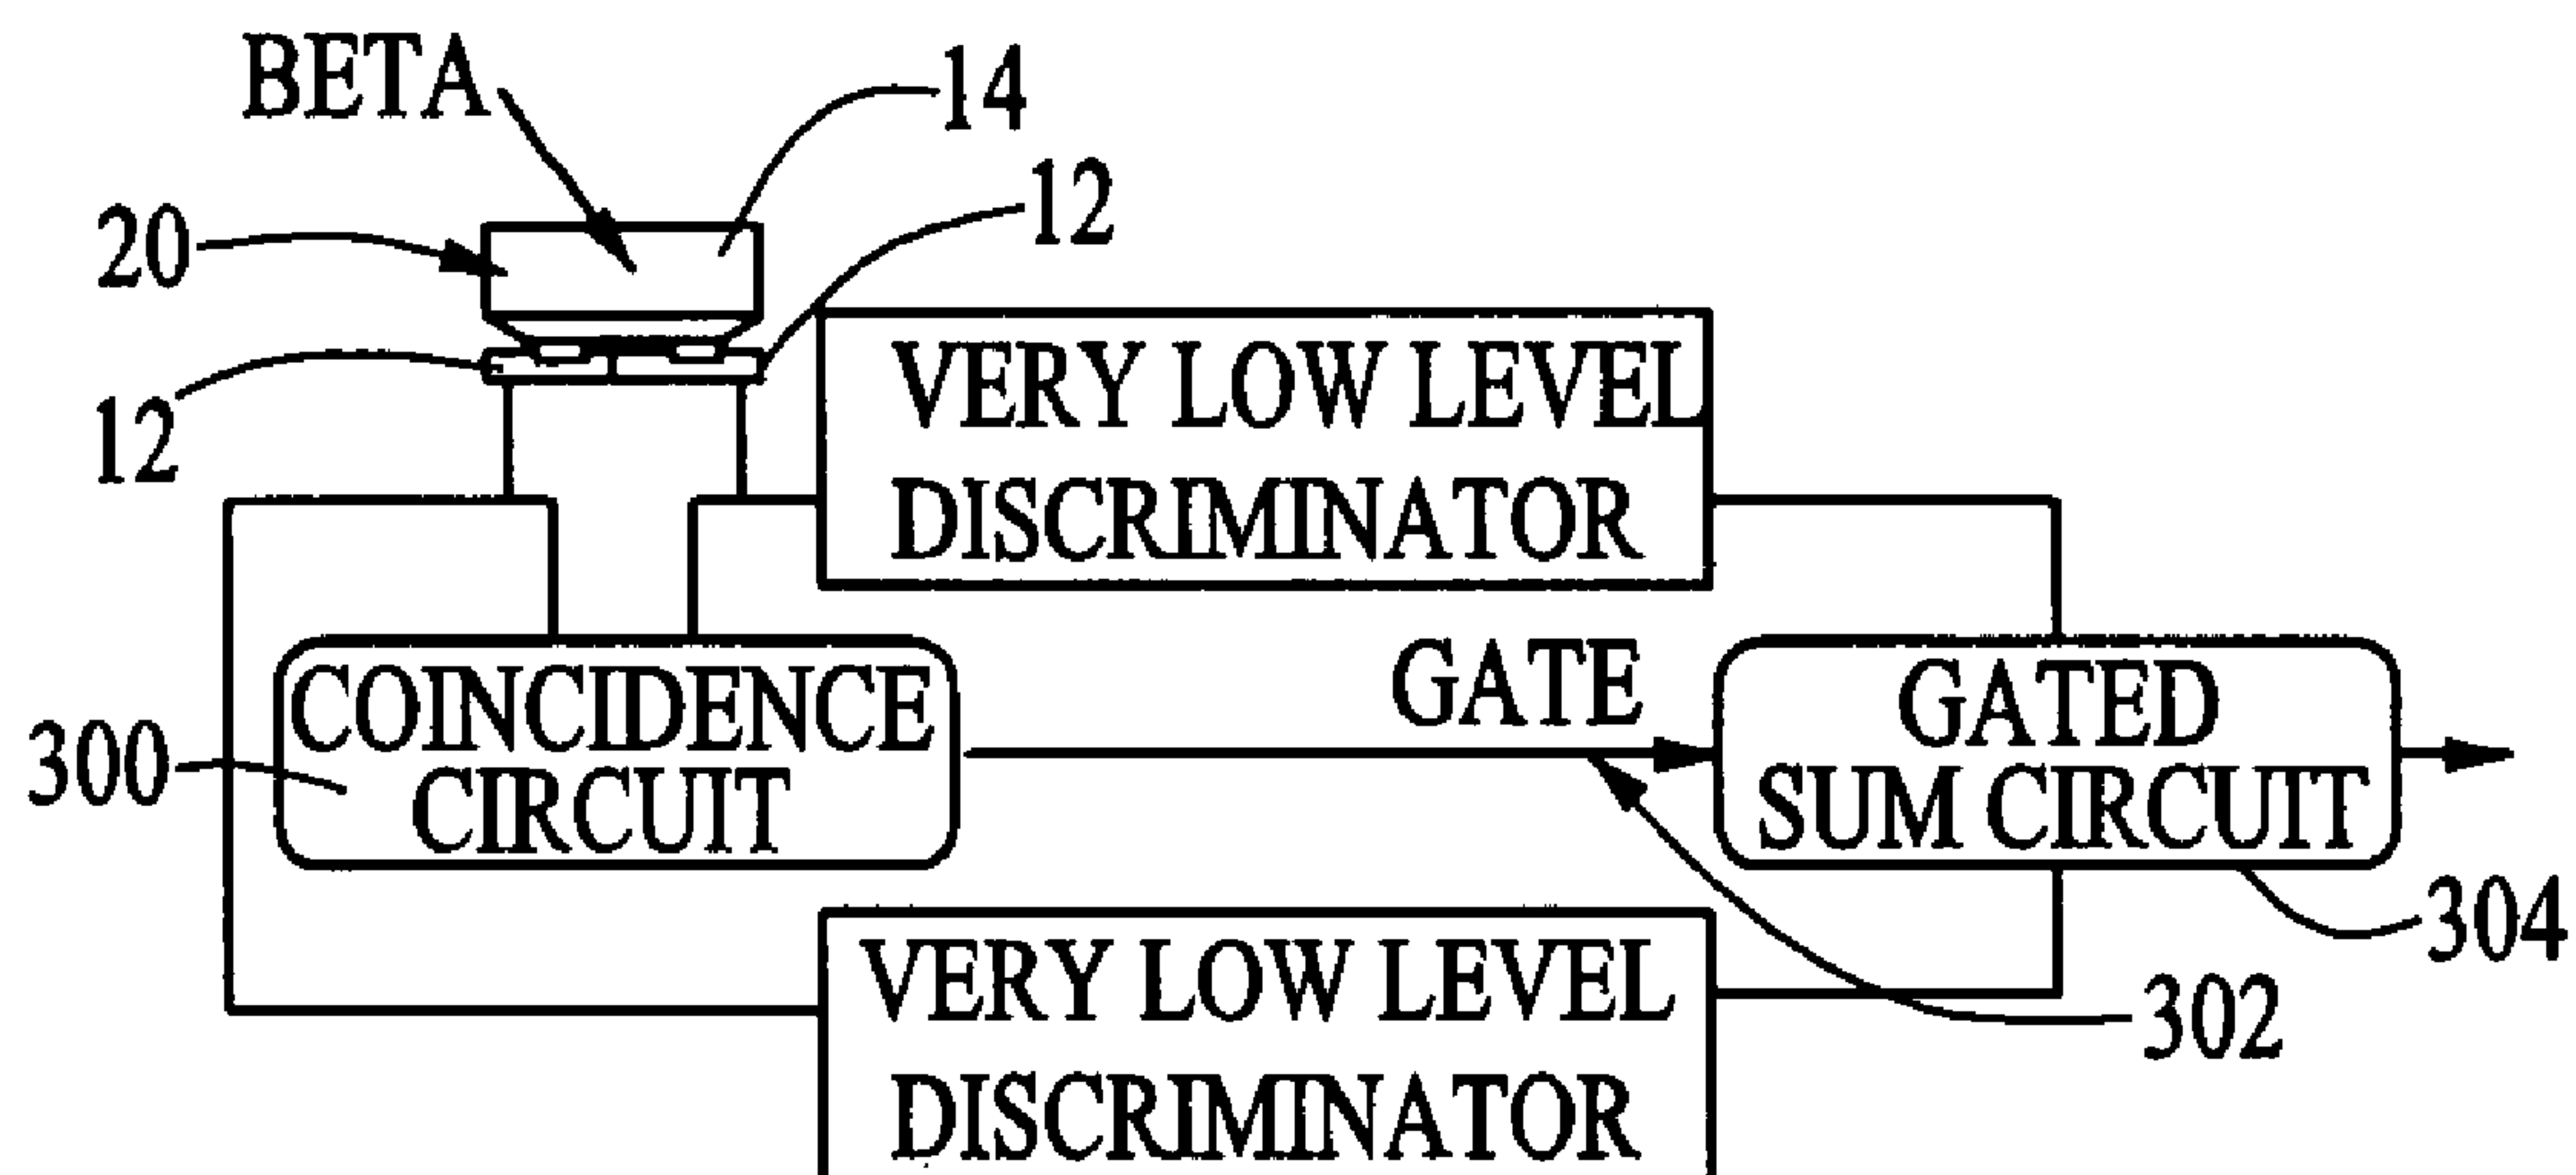 BETA
14
12
20
12
VERY LOW LEVEL
DISCRIMINATOR
GATE
COINCIDENCE
CIRCUIT
300
GATED
SUM CIRCUIT
304
302
VERY LOW LEVEL
DISCRIMINATOR